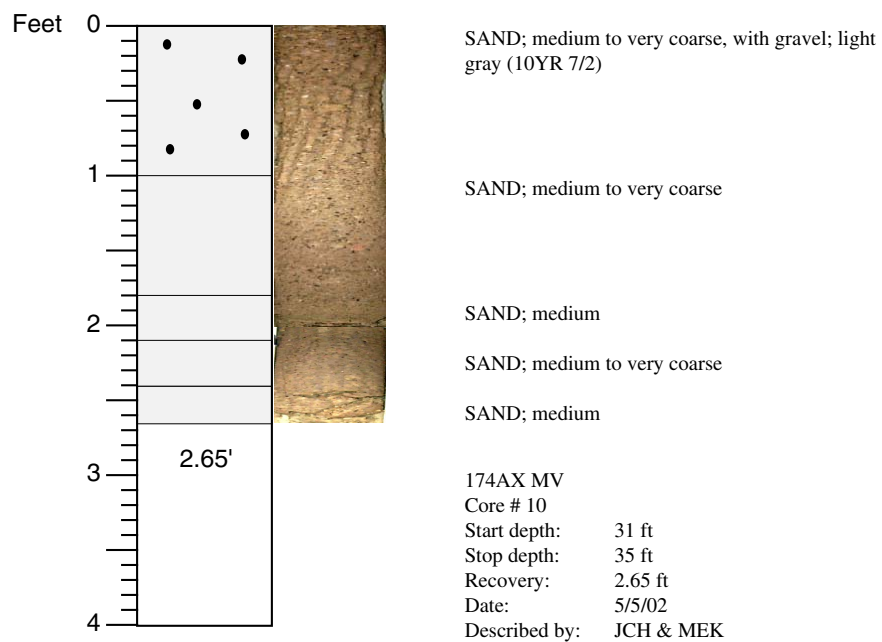 Feet 0
SAND; medium to very coarse, with gravel; light
gray (10YR 7/2)
1
SAND; medium to very coarse
SAND; medium
2
SAND; medium to very coarse
SAND; medium
2.65'
3
174AX MV
Core # 10
Start depth: 31 ft
Stop depth: 35 ft
Recovery: 2.65 ft
Date: 5/5/02
4
Described by: JCH & MEK